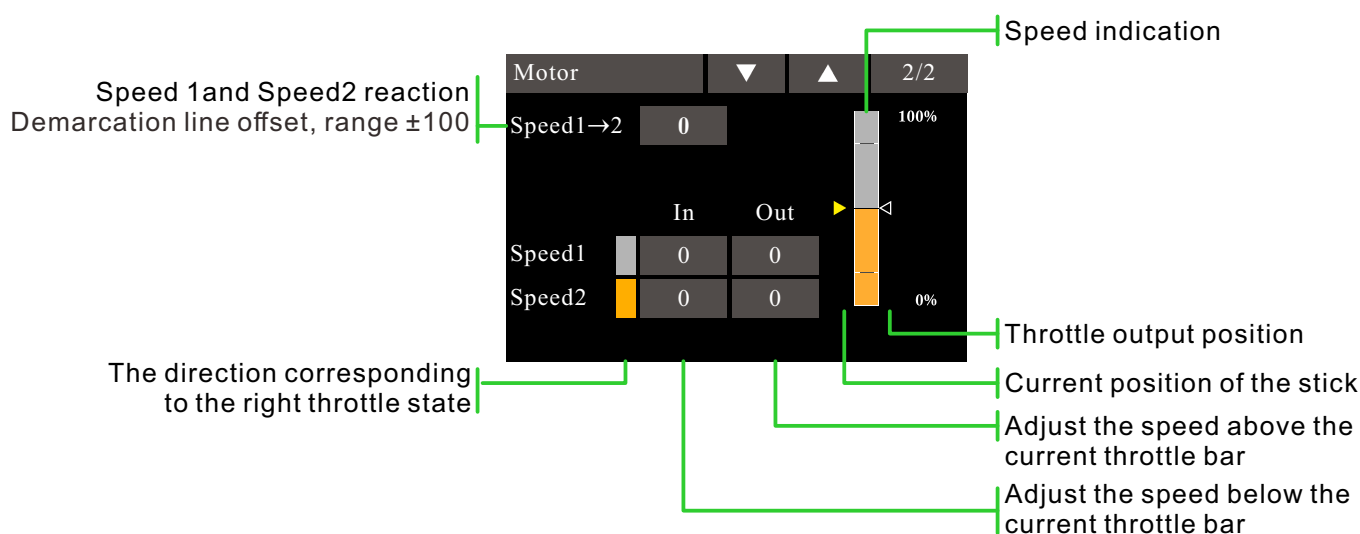 Speed indication
Motor ▼ ▲ 2/2
Speed 1and Speed2 reaction
Demarcation line offset, range ±100
Speed1→2 0 100%
In Out
Speed1 0 0
Speed2 0 0 0%
Throttle output position
The direction corresponding
to the right throttle state
Current position of the stick
Adjust the speed above the
current throttle bar
Adjust the speed below the
current throttle bar